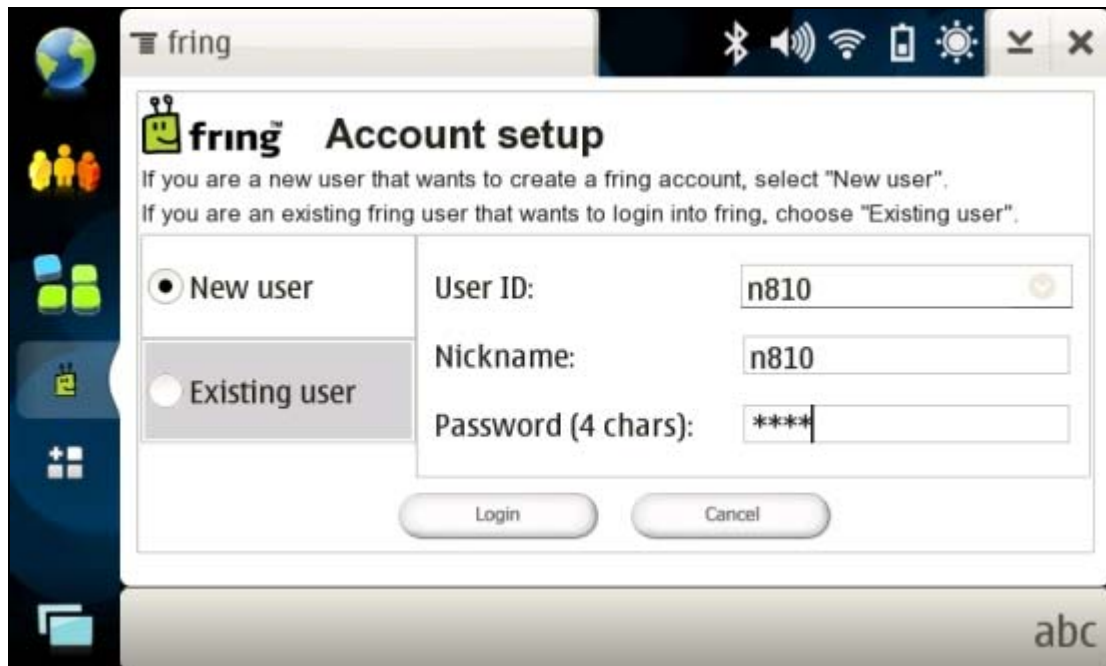 fring
fring™ Account setup
If you are a new user that wants to create a fring account, select "New user".
If you are an existing fring user that wants to login into fring, choose "Existing user".
New user
User ID: n810
Nickname: n810
Existing user
Password (4 chars): ****
Login Cancel
abc